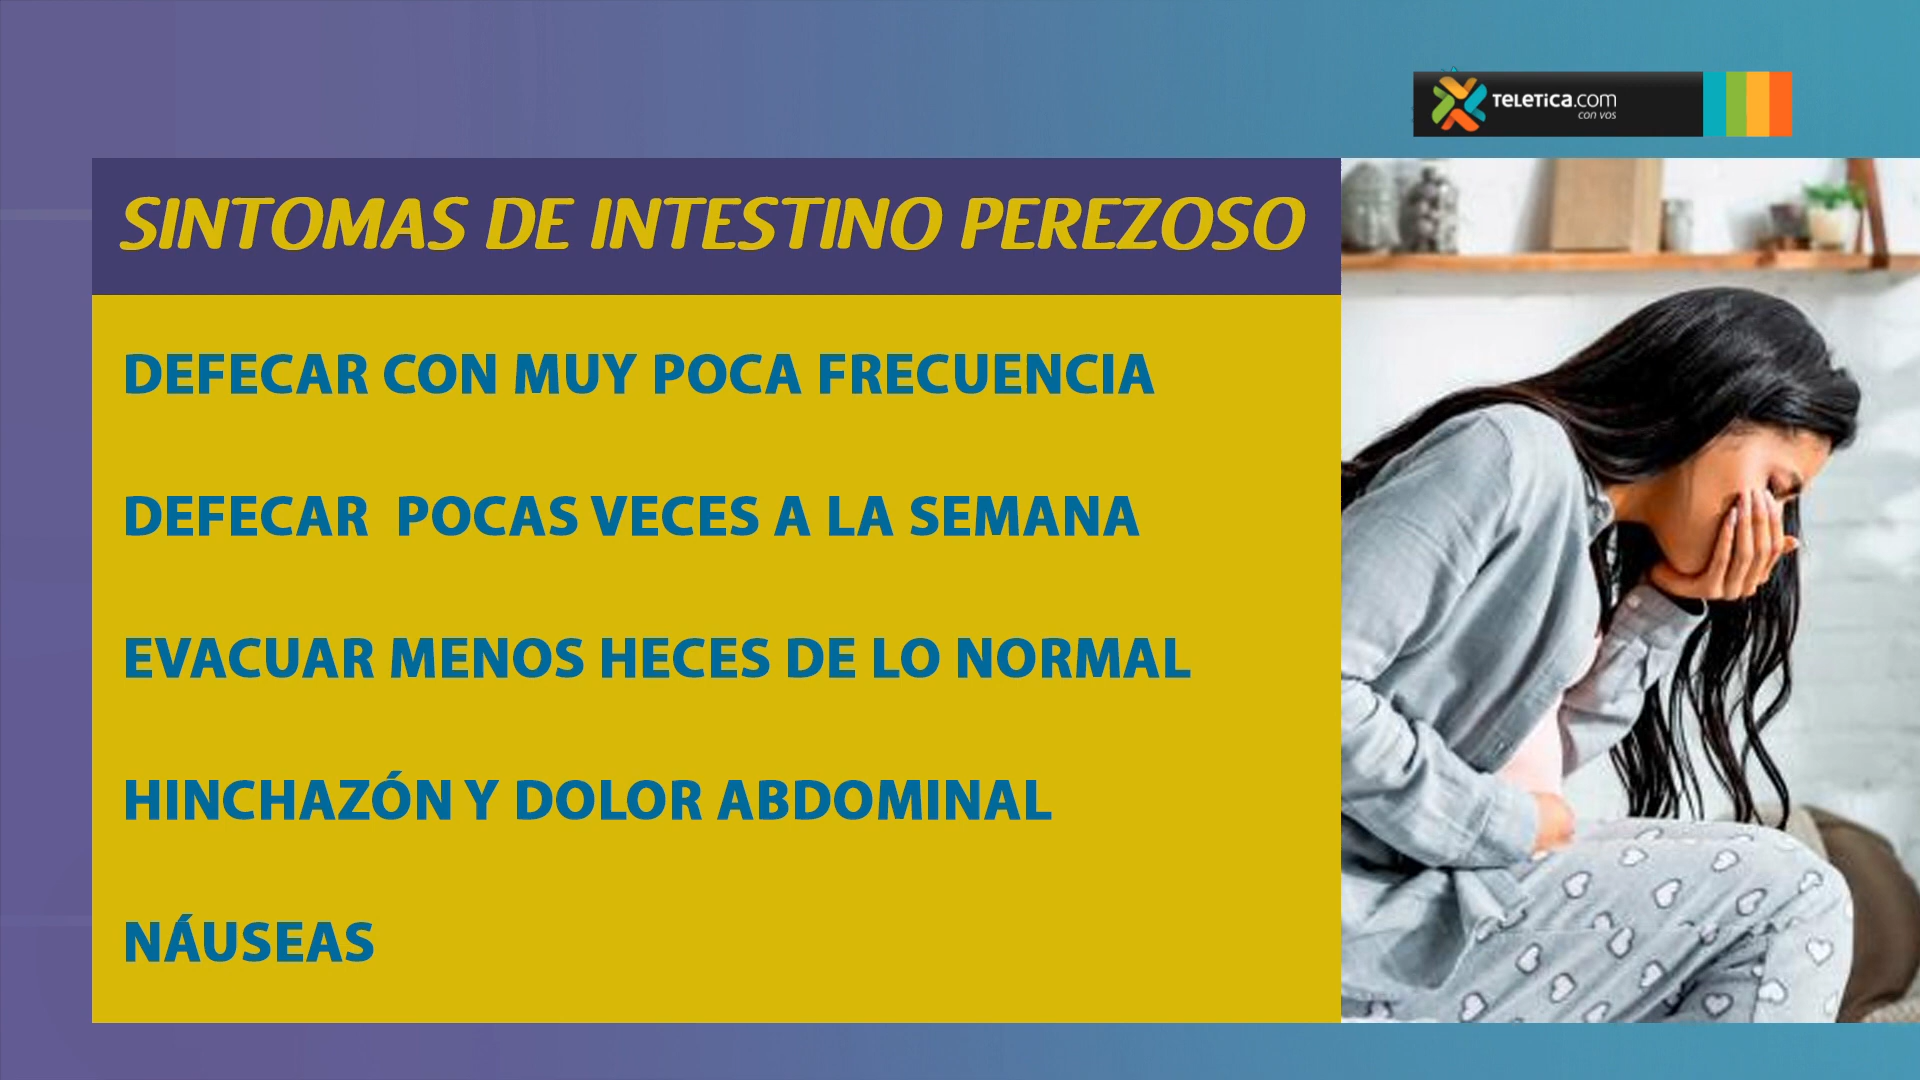 TELETICA.com
con vos
SINTOMAS DE INTESTINO PEREZOSO
DEFECAR CON MUY POCA FRECUENCIA
DEFECAR  POCAS VECES A LA SEMANA
EVACUAR MENOS HECES DE LO NORMAL
HINCHAZÓN Y DOLOR ABDOMINAL
NÁUSEAS